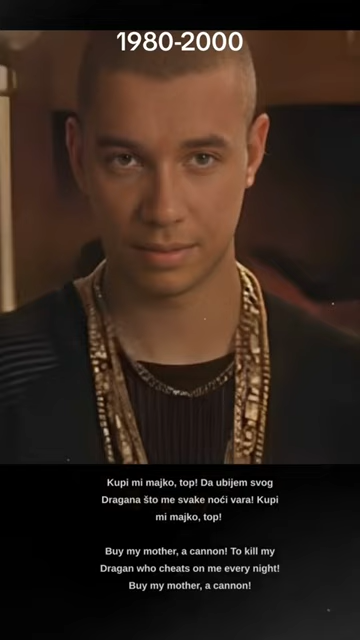 1980-2000
Kupi mi majko, top! Da ubijem svog
Dragana što me svake noći vara! Kupi
mi majko, top!
Buy my mother, a cannon! To kill my
Dragan who cheats on me every night!
Buy my mother, a cannon!